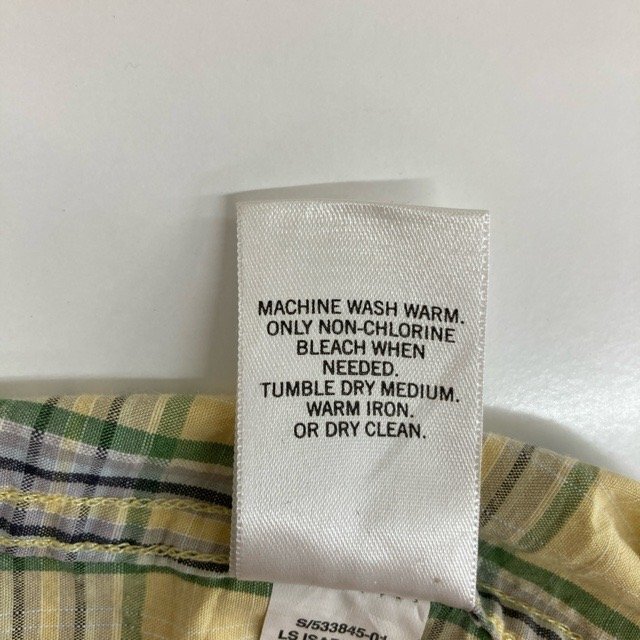 MACHINE WASH WARM.
ONLY NON-CHLORINE
BLEACH WHEN
NEEDED.
TUMBLE DRY MEDIUM.
WARM IRON.
OR DRY CLEAN.
S/533845-01
LS